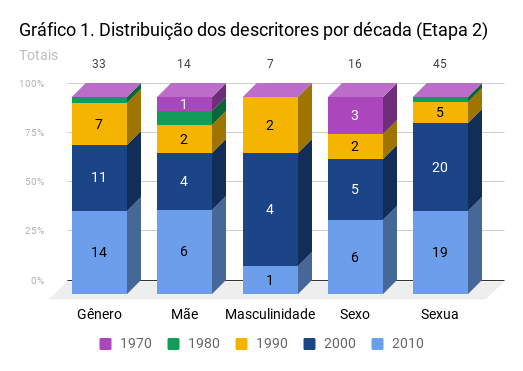 Gráfico 1. Distribuição dos descritores por década (Etapa 2)
Totais
33 14 7 16 45
100%
75%
50%
25%
0%
7 11 14
1 2 4 6
2 4 1
3 2 5 6
5 20 19
Gênero Mãe Masculinidade Sexo Sexua
1970 1980 1990 2000 2010